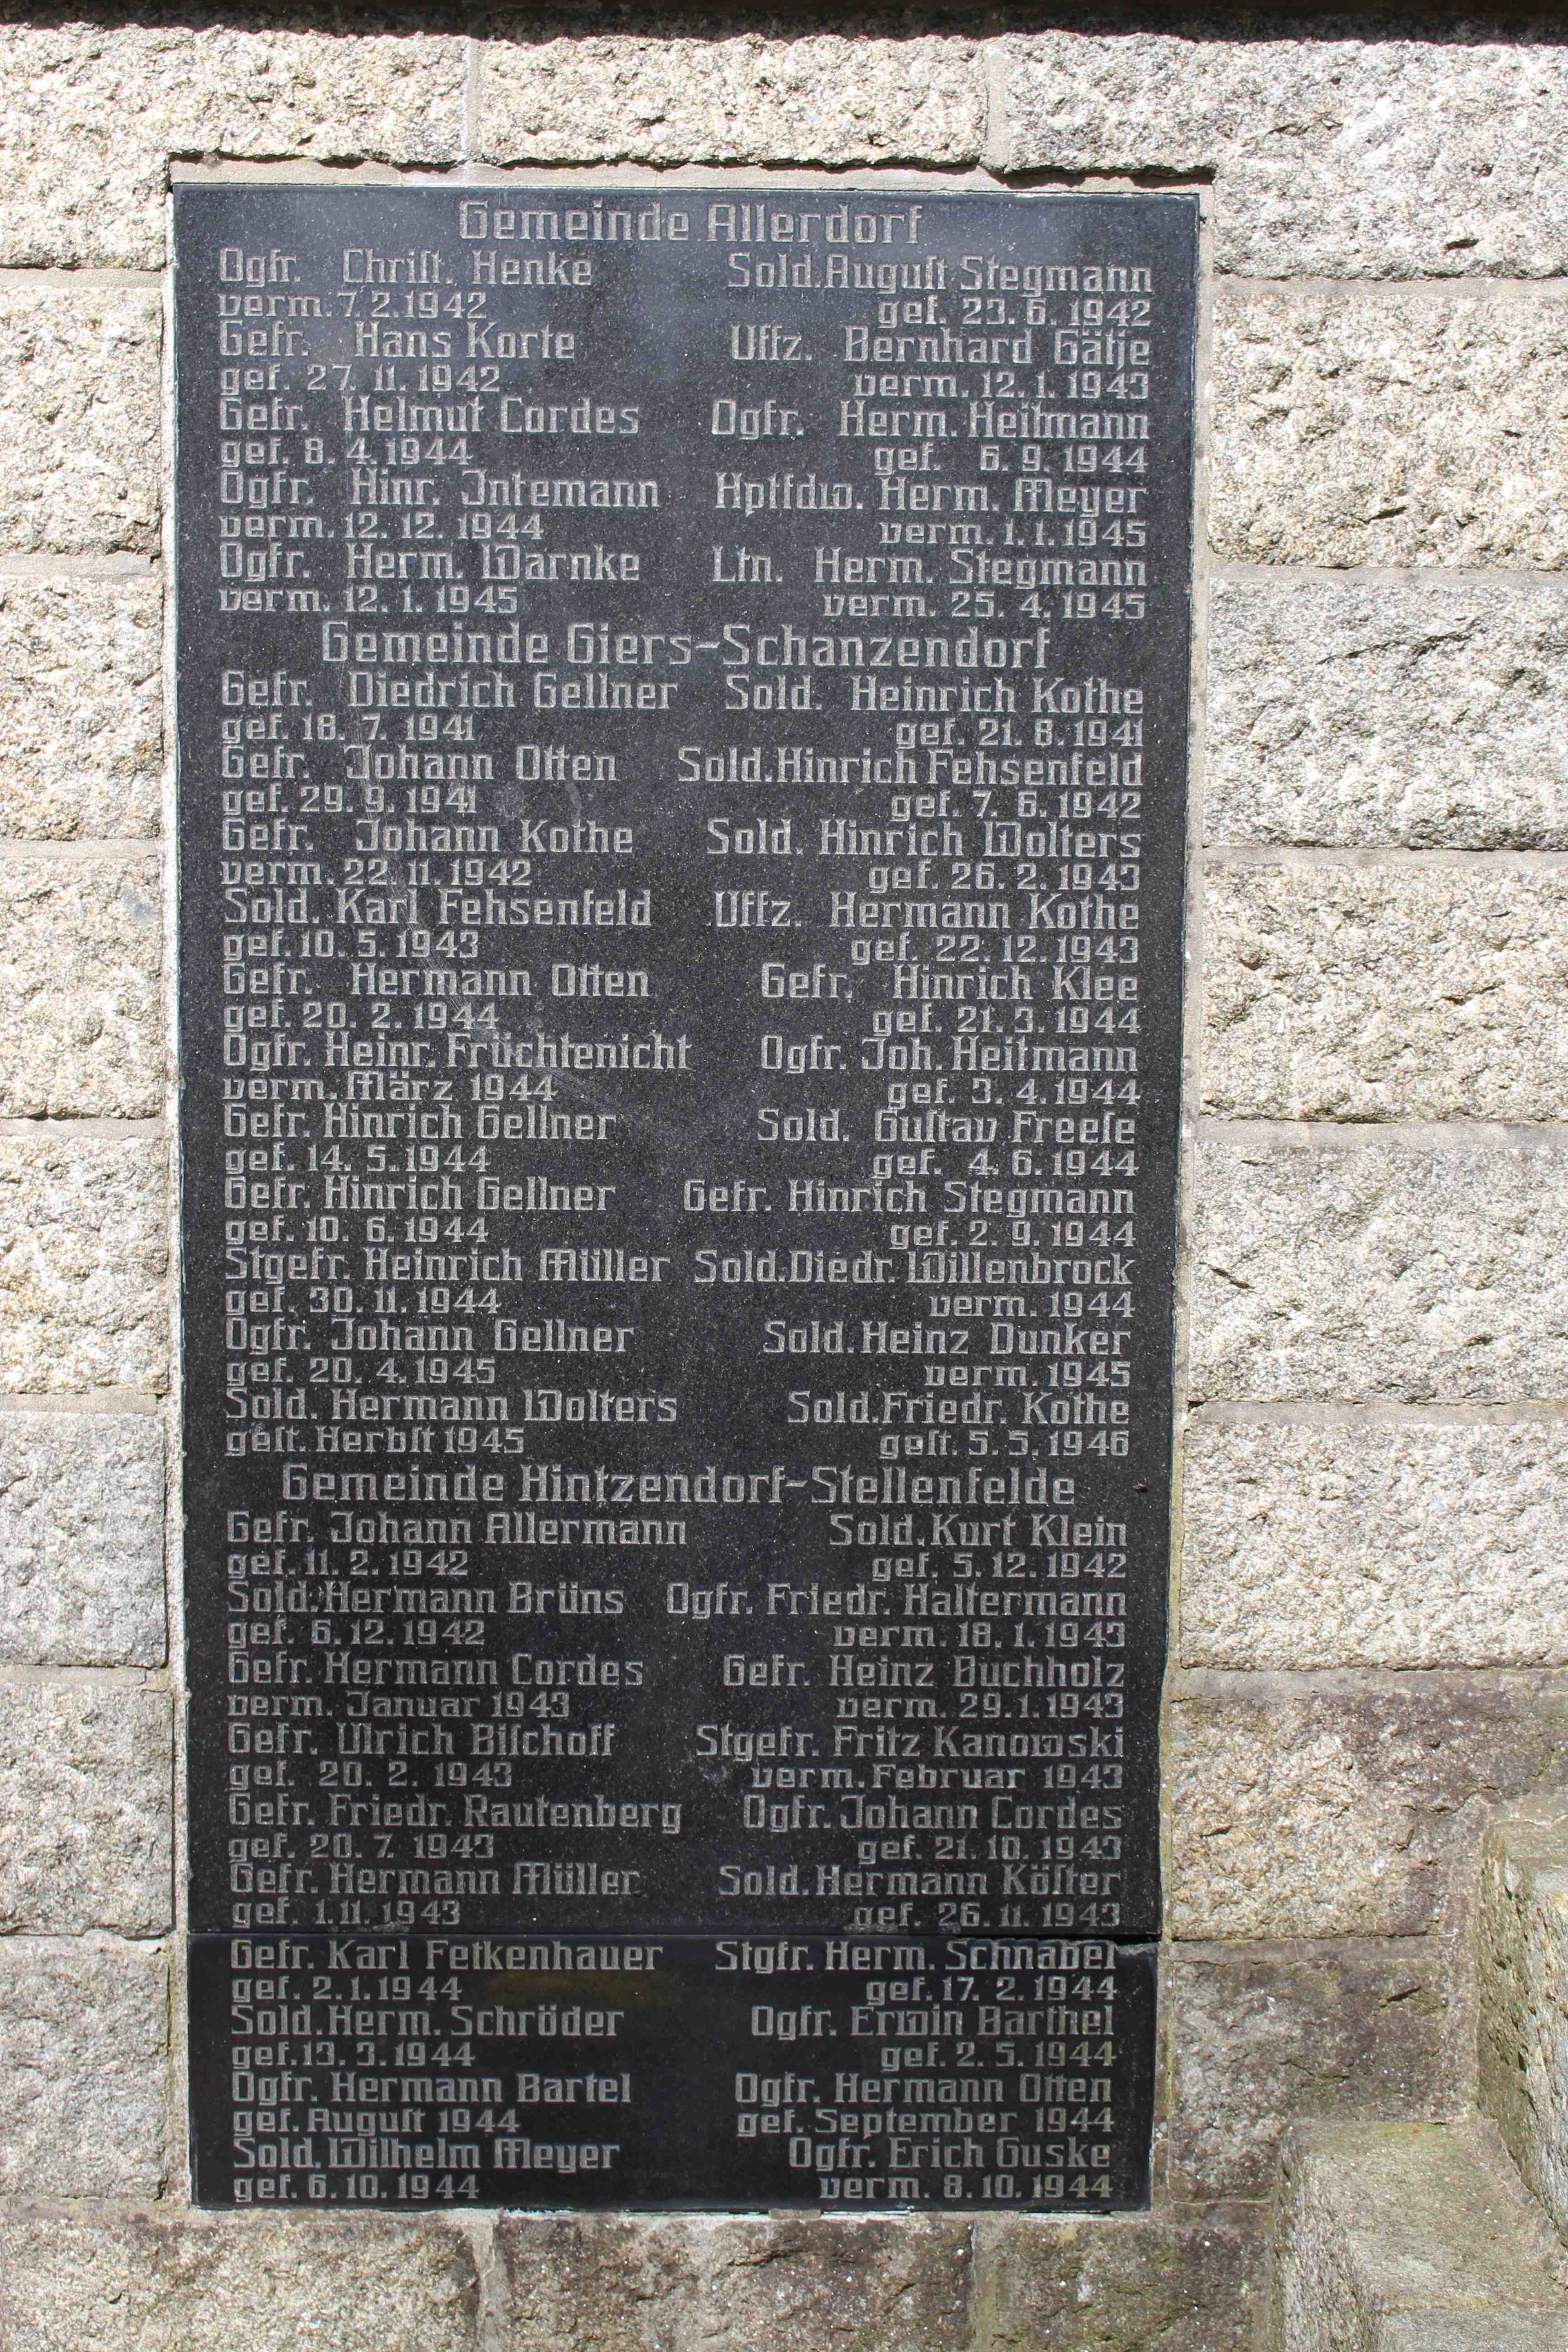 Gemeinde Allerdorf
Ogfr. Chriſt. Henke Sold. Auguſt Stegmann
verm. 7. 2. 1942 gef. 23. 6. 1942
Gefr. Hans Korte Uffz. Bernhard Gätje
gef. 27. 11. 1942 verm. 12. 1. 1943
Gefr. Helmut Cordes Ogfr. Herm. Heitmann
gef. 8. 4. 1944 gef. 6. 9. 1944
Ogfr. Hinr. Intemann Hptfdw. Herm. Meyer
verm. 12. 12. 1944 verm. 1. 1. 1945
Ogfr. Herm. Warnke Ltn. Herm. Stegmann
verm. 12. 1. 1945 verm. 25. 4. 1945
Gemeinde Giers-Schanzendorf
Gefr. Diedrich Gellner Sold. Heinrich Kothe
gef. 18. 7. 1941 gef. 21. 8. 1941
Gefr. Johann Otten Sold. Hinrich Fehsenfeld
gef. 29. 9. 1941 gef. 7. 6. 1942
Gefr. Johann Kothe Sold. Hinrich Wolters
verm. 22. 11. 1942 gef. 26. 2. 1943
Sold. Karl Fehsenfeld Uffz. Hermann Kothe
gef. 10. 5. 1943 gef. 22. 12. 1943
Gefr. Hermann Otten Gefr. Hinrich Klee
gef. 20. 2. 1944 gef. 21. 3. 1944
Ogfr. Heinr. Früchtenicht Ogfr. Joh. Heitmann
verm. März 1944 gef. 3. 4. 1944
Gefr. Hinrich Gellner Sold. Guſtav Freeſe
gef. 14. 5. 1944 gef. 4. 6. 1944
Gefr. Hinrich Gellner Gefr. Hinrich Stegmann
gef. 10. 6. 1944 gef. 2. 9. 1944
Stgefr. Heinrich Müller Sold. Diedr. Willenbrock
gef. 30. 11. 1944 verm. 1944
Ogfr. Johann Gellner Sold. Heinz Dunker
gef. 20. 4. 1945 verm. 1945
Sold. Hermann Wolters Sold. Friedr. Kothe
geſt. Herbſt 1945 geſt. 5. 5. 1946
Gemeinde Hintzendorf-Stellenfelde
Gefr. Johann Allermann Sold. Kurt Klein
gef. 11. 2. 1942 gef. 5. 12. 1942
Sold. Hermann Brüns Ogfr. Friedr. Haltermann
gef. 6. 12. 1942 verm. 18. 1. 1943
Gefr. Hermann Cordes Gefr. Heinz Buchholz
verm. Januar 1943 verm. 29. 1. 1943
Gefr. Ulrich Biſchoff Stgefr. Fritz Kanowski
gef. 20. 2. 1943 verm. Februar 1943
Gefr. Friedr. Rautenberg Ogfr. Johann Cordes
gef. 20. 7. 1943 gef. 21. 10. 1943
Gefr. Hermann Müller Sold. Hermann Köſter
gef. 1. 11. 1943 gef. 26. 11. 1943
Gefr. Karl Fetkenhauer Stgfr. Herm. Schnabel
gef. 2. 1. 1944 gef. 17. 2. 1944
Sold. Herm. Schröder Ogfr. Erwin Barthel
gef. 13. 3. 1944 gef. 2. 5. 1944
Ogfr. Hermann Bartel Ogfr. Hermann Otten
gef. Auguſt 1944 gef. September 1944
Sold. Wilhelm Meyer Ogfr. Erich Guske
gef. 6. 10. 1944 verm. 8. 10. 1944